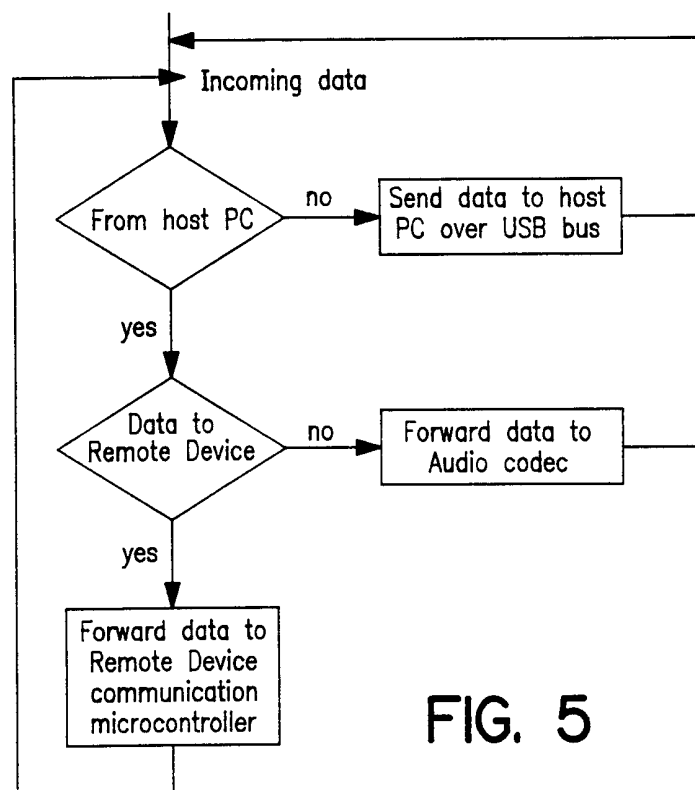 Incoming data
From host PC
no
Send data to host
PC over USB bus
yes
Data to
Remote Device
no
Forward data to
Audio codec
yes
Forward data to
Remote Device
communication
microcontroller
FIG. 5